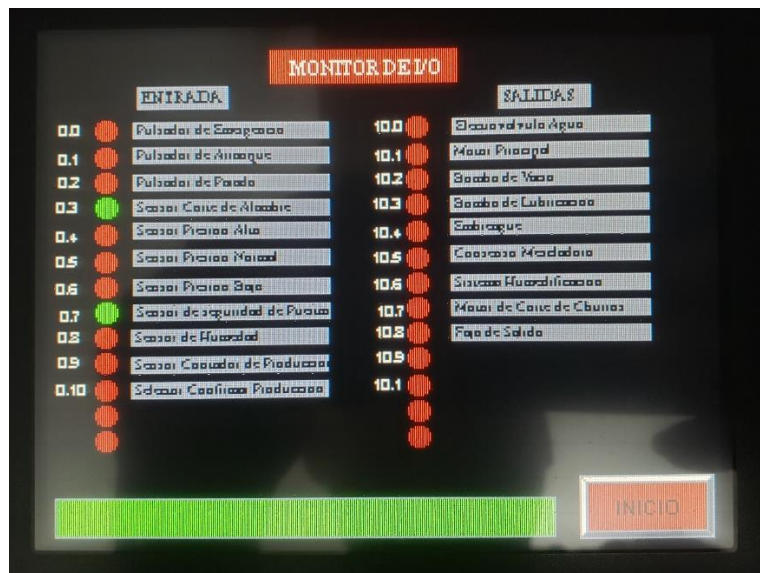 MONITOR DE I/O
ENTRADA
0.0 Pulsador de Emergencia
0.1 Pulsador de Arranque
0.2 Pulsador de Parada
0.3 Sensor Corte de Alambre
0.4 Sensor Presion Alta
0.5 Sensor Presion Normal
0.6 Sensor Presion Baja
0.7 Sensor de seguridad de Puerta
0.8 Sensor de Humedad
0.9 Sensor Contador de Produccion
0.10 Selector Continua Produccion
SALIDAS
10.0 Electrovalvula Agua
10.1 Motor Principal
10.2 Bomba de Vacio
10.3 Bomba de Lubricacion
10.4 Embrague
10.5 Mezcladora
10.6 Sistema Humedificacion
10.7 Motor de Corte de Churros
10.8 Faja de Salida
10.9
10.1
INICIO